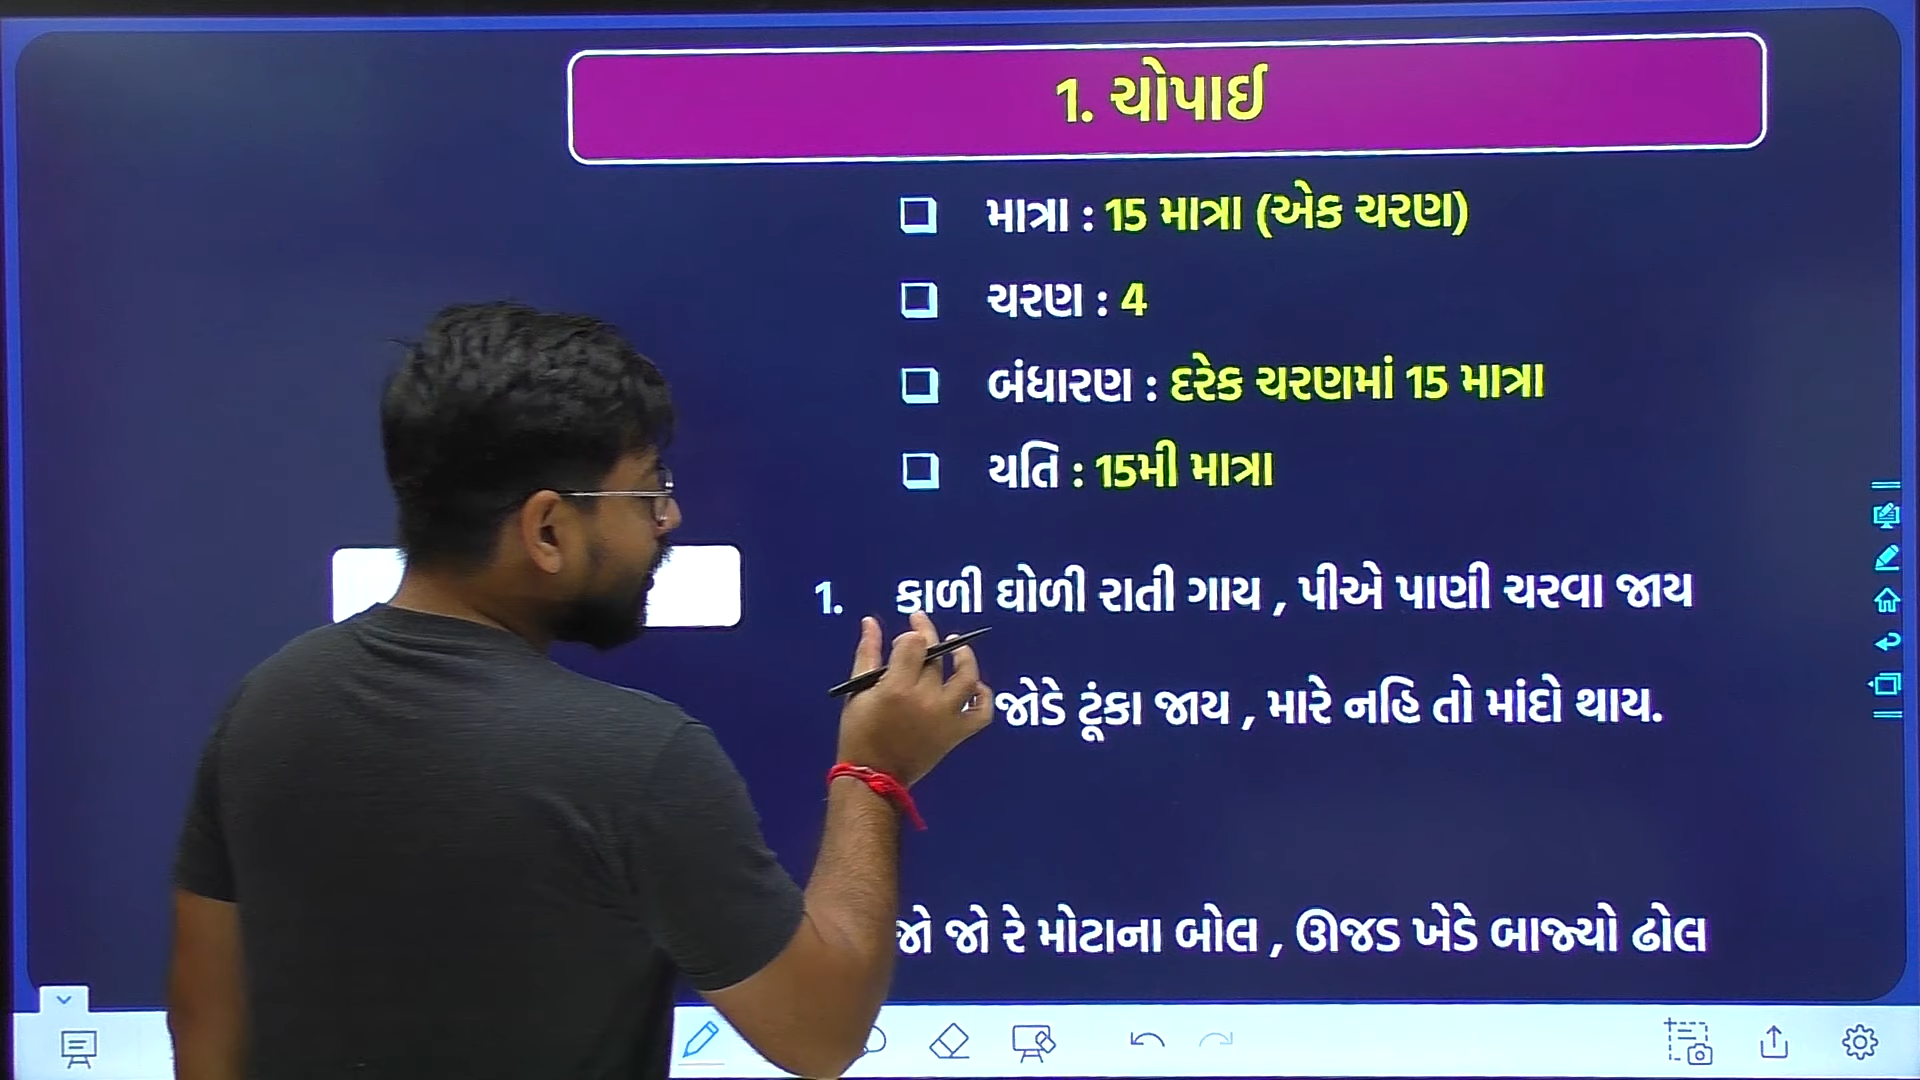 1. ચોપાઈ
માત્રા : 15 માત્રા (એક ચરણ)
ચરણ : 4
બંધારણ : દરેક ચરણમાં 15 માત્રા
યતિ : 15મી માત્રા
1. કાળી ધોળી રાતી ગાય , પીએ પાણી ચરવા જાય
જોડે ટૂંકા જાય , મારે નહિ તો માંદો થાય.
જો જો રે મોટાના બોલ , ઊજડ ખેડે બાજ્યો ઢોલ